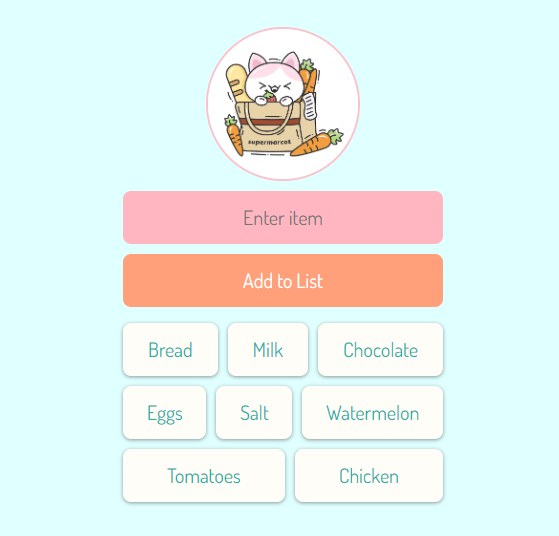 supermarcat
Enter item
Add to List
Bread Milk Chocolate
Eggs Salt Watermelon
Tomatoes Chicken